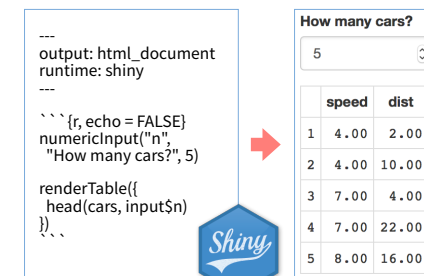 ---
output: html_document
runtime: shiny
---
```{r, echo = FALSE}
numericInput("n",
"How many cars?", 5)
renderTable({
head(cars, input$n)
})
```
Shiny
How many cars?
5
speed dist
1 4.00 2.00
2 4.00 10.00
3 7.00 4.00
4 7.00 22.00
5 8.00 16.00